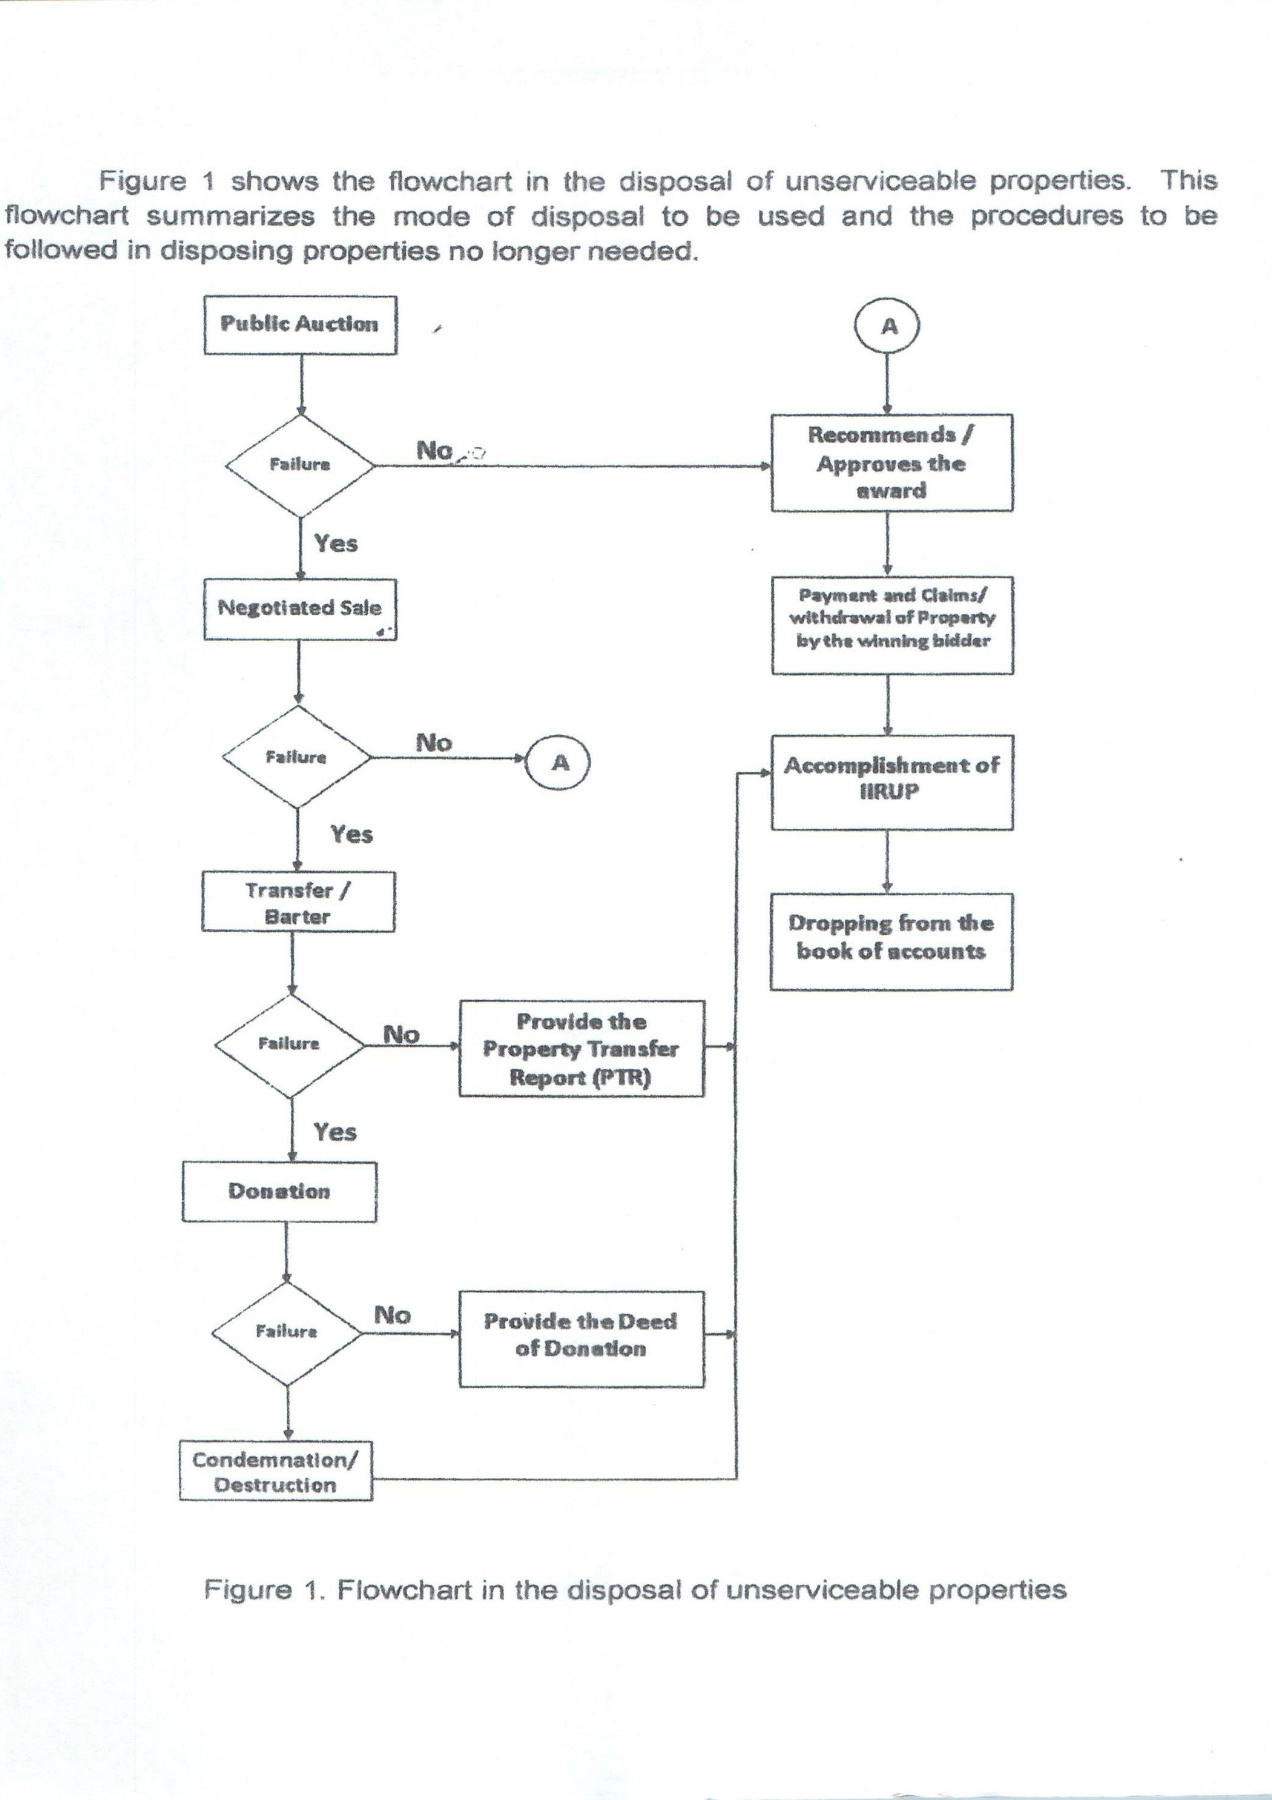 Figure 1 shows the flowchart in the disposal of unserviceable properties. This
flowchart summarizes the mode of disposal to be used and the procedures to be
followed in disposing properties no longer needed.
Public Auction
A
Failure
No
Recommends /
Approves the
award
Yes
Negotiated Sale
Payment and Claims/
withdrawal of Property
by the winning bidder
Failure
No
A
Accomplishment of
IIRUP
Yes
Transfer /
Barter
Dropping from the
book of accounts
Failure
No
Provide the
Property Transfer
Report (PTR)
Yes
Donation
Failure
No
Provide the Deed
of Donation
Condemnation/
Destruction
Figure 1. Flowchart in the disposal of unserviceable properties